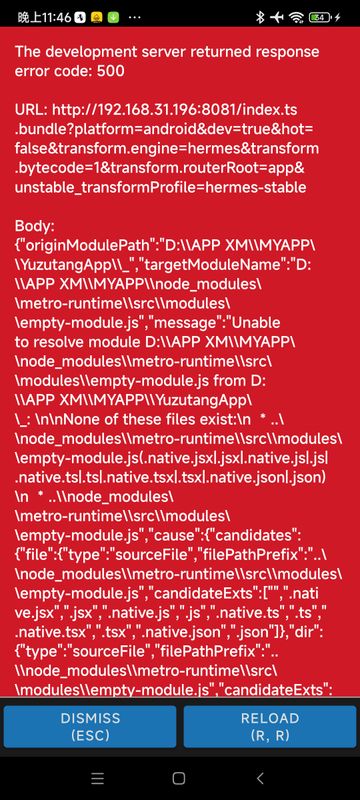 晚上11:46 ···
54
The development server returned response
error code: 500
URL: http://192.168.31.196:8081/index.ts
.bundle?platform=android&dev=true&hot=
false&transform.engine=hermes&transform
.bytecode=1&transform.routerRoot=app&
unstable_transformProfile=hermes-stable
Body:
{"originModulePath":"D:\\APP XM\\MYAPP\
\YuzutangApp\\_","targetModuleName":"D:
\\APP XM\\MYAPP\\node_modules\
\metro-runtime\\src\\modules\
\empty-module.js","message":"Unable
to resolve module D:\\APP XM\\MYAPP\
\node_modules\\metro-runtime\\src\
\modules\\empty-module.js from D:
\\APP XM\\MYAPP\\YuzutangApp\
\_: \n\nNone of these files exist:\n  * ..\
\node_modules\\metro-runtime\\src\\modules\
\empty-module.js(.native.jsx|.jsx|.native.js|.js|
.native.ts|.ts|.native.tsx|.tsx|.native.json|.json)
\n  * ..\\node_modules\
\metro-runtime\\src\\modules\
\empty-module.js","cause":{"candidates":
{"file":{"type":"sourceFile","filePathPrefix":"..\
\node_modules\\metro-runtime\\src\\modules\
\empty-module.js","candidateExts":["",".nati
ve.jsx",".jsx",".native.js",".js",".native.ts",".ts",
".native.tsx",".tsx",".native.json",".json"]},"dir":
{"type":"sourceFile","filePathPrefix":"..
\\node_modules\\metro-runtime\\src\
\modules\\empty-module.js","candidateExts":
DISMISS
(ESC)
RELOAD
(R, R)